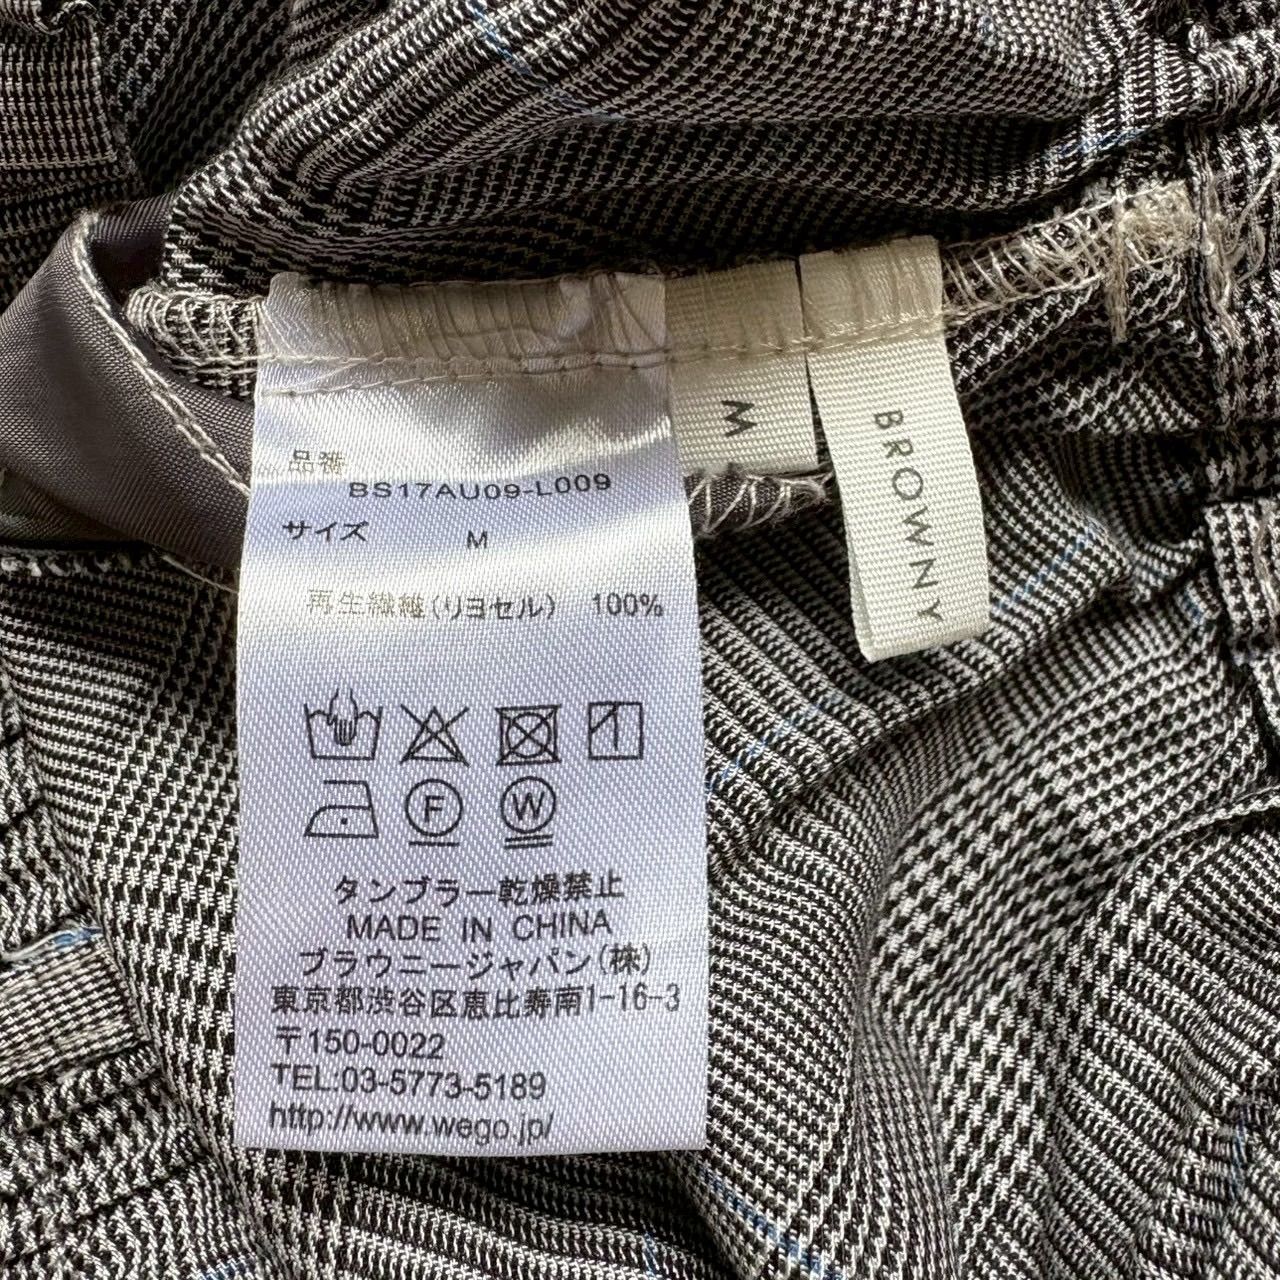 品番
BS17AU09-L009
サイズ M
再生繊維(リヨセル) 100%
F W
タンブラー乾燥禁止
MADE IN CHINA
ブラウニージャパン(株)
東京都渋谷区恵比寿南1-16-3
〒150-0022
TEL:03-5773-5189
http://www.wego.jp/
M
BROWNY